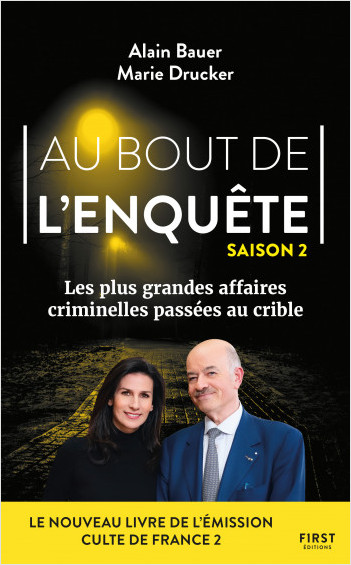 Alain Bauer
Marie Drucker
AU BOUT DE
L'ENQUÊTE
SAISON 2
Les plus grandes affaires
criminelles passées au crible
LE NOUVEAU LIVRE DE L'ÉMISSION
CULTE DE FRANCE 2
FIRST
ÉDITIONS